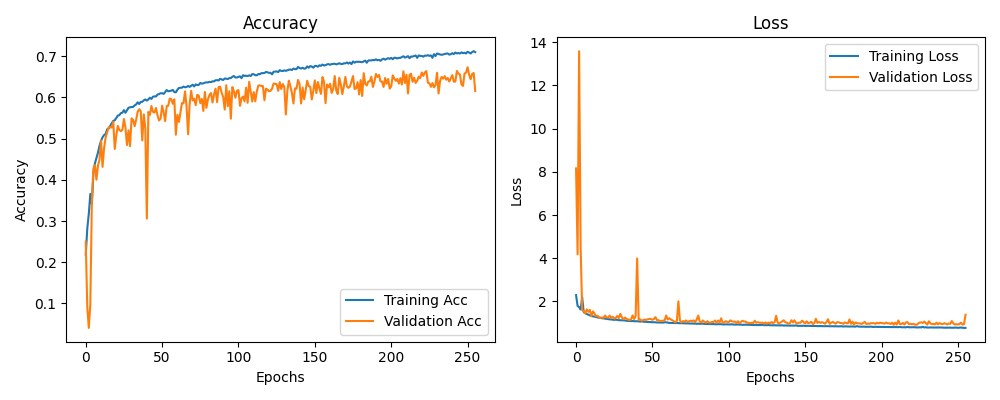 Accuracy
Accuracy
0.7
0.6
0.5
0.4
0.3
0.2
0.1
0 50 100 150 200 250
Epochs
Training Acc
Validation Acc
Loss
Loss
14
12
10
8
6
4
2
0 50 100 150 200 250
Epochs
Training Loss
Validation Loss